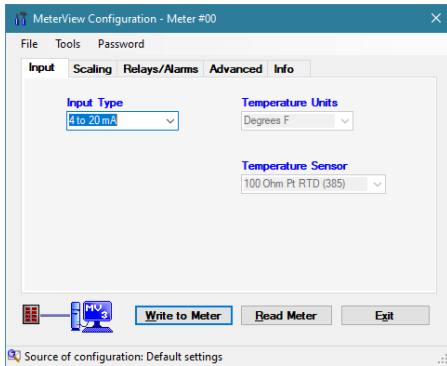 MeterView Configuration - Meter #00
File Tools Password
Input Scaling Relays/Alarms Advanced Info
Input Type Temperature Units
4 to 20 mA Degrees F
Temperature Sensor
100 Ohm Pt RTD (385)
MV 3 Write to Meter Read Meter Exit
Source of configuration: Default settings